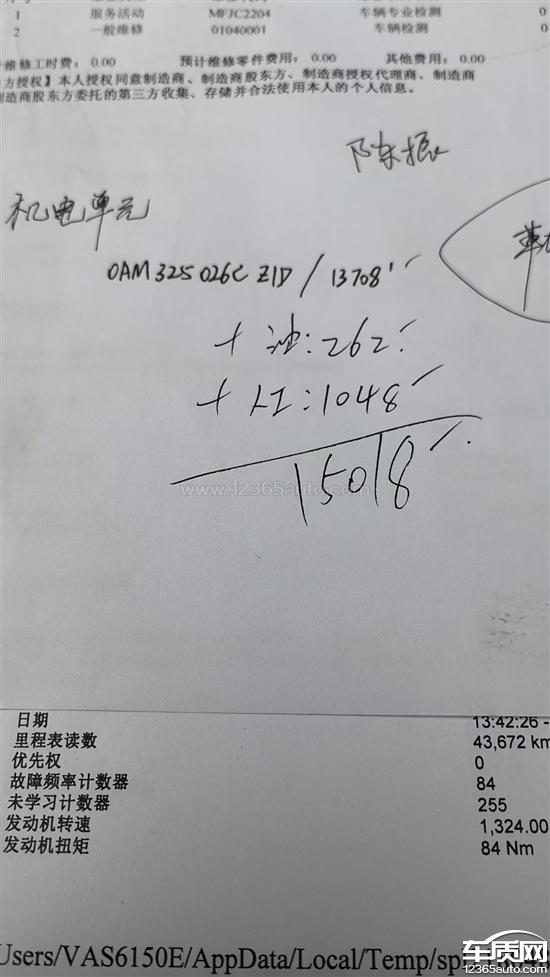 1 服务活动 MFJC2204 车辆专业检测 0
2 一般维修 01040001 车辆检测 0
维修工时费: 0.00 预计维修零件费用: 0.00 其他费用: 0.00
方授权】本人授权同意制造商、制造商股东方、制造商授权代理商、制造商
造商股东方委托的第三方收集、存储并合法使用本人的个人信息。
机电单元
0AM325026C Z1D / 13708
+ 油: 262
+ 人工: 1048
15018
www.12365auto.com
日期 13:42:26 -
里程表读数 43,672 km
优先权 0
故障频率计数器 84
未学习计数器 255
发动机转速 1,324.00
发动机扭矩 84 Nm
Users/VAS6150E/AppData/Local/Temp/sp
车质网
12365auto.com